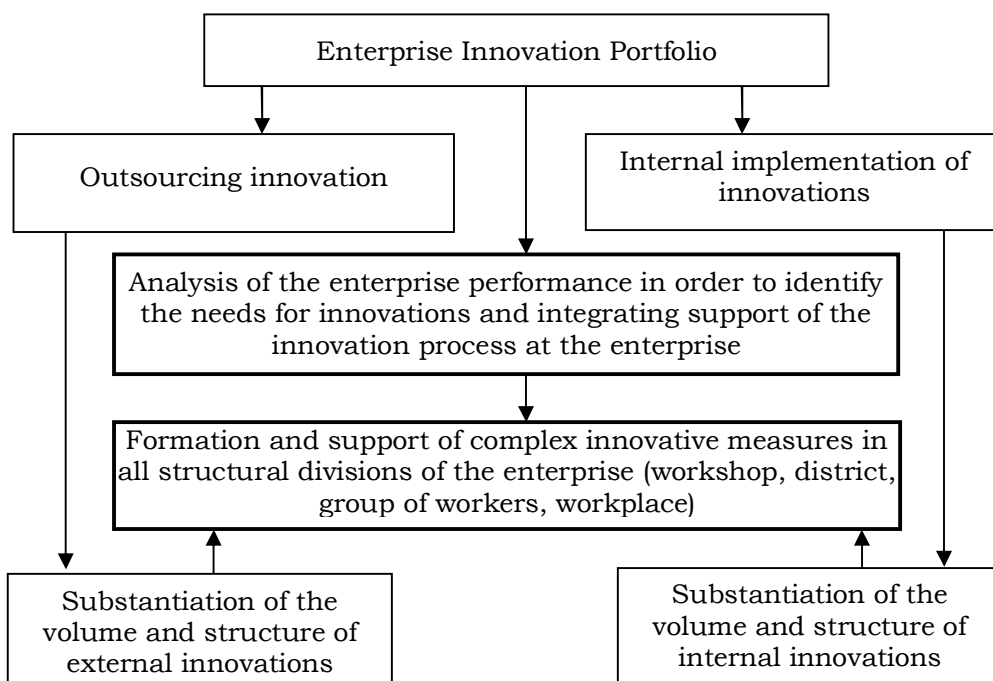 Enterprise Innovation Portfolio
Outsourcing innovation
Internal implementation of
innovations
Analysis of the enterprise performance in order to identify
the needs for innovations and integrating support of the
innovation process at the enterprise
Formation and support of complex innovative measures in
all structural divisions of the enterprise (workshop, district,
group of workers, workplace)
Substantiation of the
volume and structure of
external innovations
Substantiation of the
volume and structure of
internal innovations